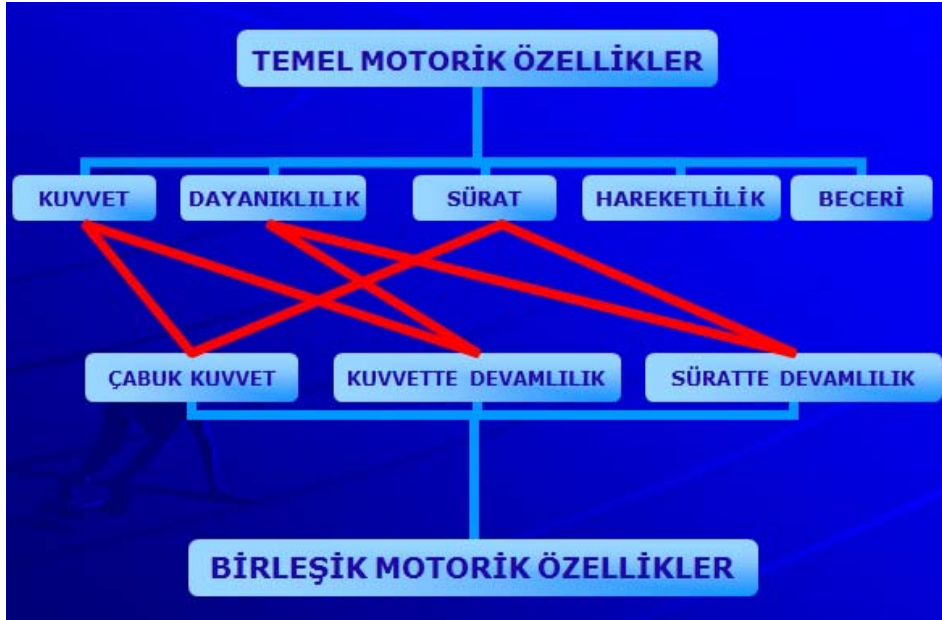 TEMEL MOTORİK ÖZELLİKLER
KUVVET
DAYANIKLILIK
SÜRAT
HAREKETLİLİK
BECERİ
ÇABUK KUVVET
KUVVETTE DEVAMLILIK
SÜRATTE DEVAMLILIK
BİRLEŞİK MOTORİK ÖZELLİKLER